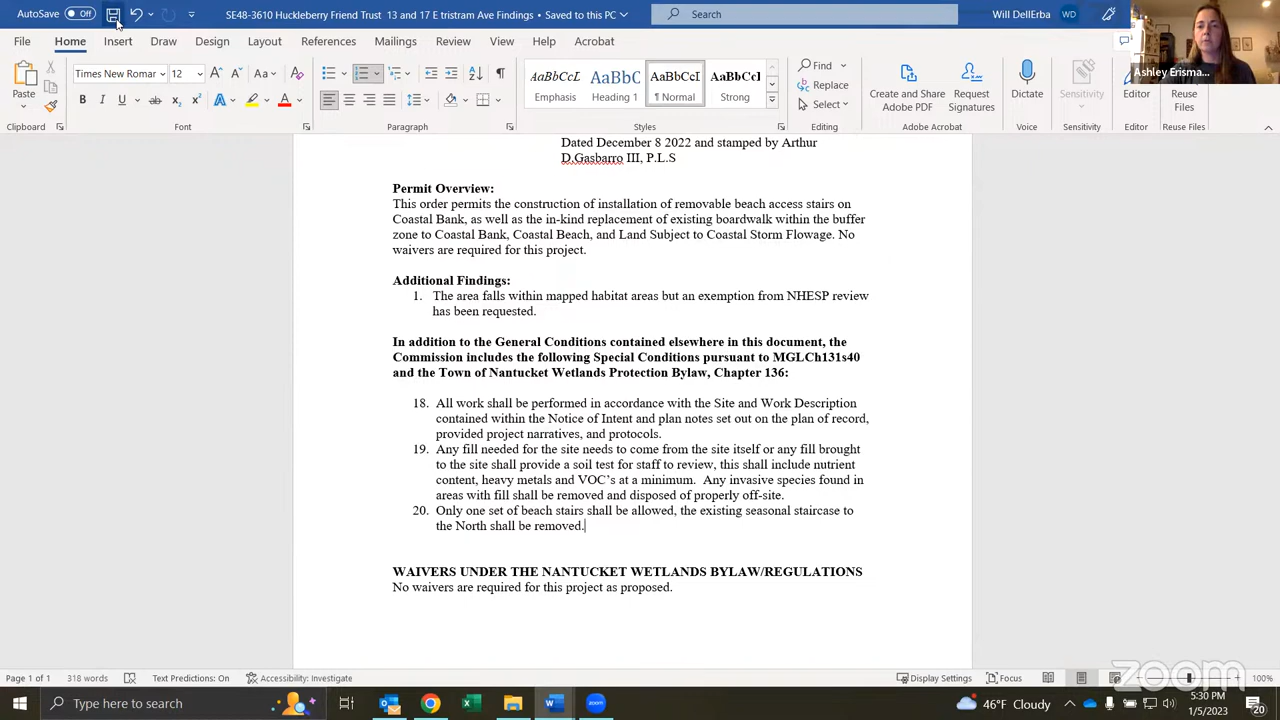 AutoSave Off SE48-3610 Huckleberry Friend Trust 13 and 17 E tristram Ave Findings • Saved to this PC Search Will DellErba WD
File Home Insert Draw Design Layout References Mailings Review View Help Acrobat
Ashley Erisma...
Paste Times New Roman 12 Aa AaBbCcL AaBbC AaBbCcI AaBbCcl Find
Emphasis Heading 1 ¶ Normal Strong Replace
B I U ab x₂ x² A A Select
Create and Share Adobe PDF Request Signatures Dictate Sensitivity Editor Reuse Files
Clipboard Font Paragraph Styles Editing Adobe Acrobat Voice Sensitivity Editor Reuse Files
Dated December 8 2022 and stamped by Arthur
D.Gasbarro III, P.L.S
Permit Overview:
This order permits the construction of installation of removable beach access stairs on
Coastal Bank, as well as the in-kind replacement of existing boardwalk within the buffer
zone to Coastal Bank, Coastal Beach, and Land Subject to Coastal Storm Flowage. No
waivers are required for this project.
Additional Findings:
1. The area falls within mapped habitat areas but an exemption from NHESP review
has been requested.
In addition to the General Conditions contained elsewhere in this document, the
Commission includes the following Special Conditions pursuant to MGLCh131s40
and the Town of Nantucket Wetlands Protection Bylaw, Chapter 136:
18. All work shall be performed in accordance with the Site and Work Description
contained within the Notice of Intent and plan notes set out on the plan of record,
provided project narratives, and protocols.
19. Any fill needed for the site needs to come from the site itself or any fill brought
to the site shall provide a soil test for staff to review, this shall include nutrient
content, heavy metals and VOC’s at a minimum. Any invasive species found in
areas with fill shall be removed and disposed of properly off-site.
20. Only one set of beach stairs shall be allowed, the existing seasonal staircase to
the North shall be removed.
WAIVERS UNDER THE NANTUCKET WETLANDS BYLAW/REGULATIONS
No waivers are required for this project as proposed.
Page 1 of 1 318 words Text Predictions: On Accessibility: Investigate Display Settings Focus 100%
zoom
Type here to search 46°F Cloudy 5:30 PM
1/5/2023 20